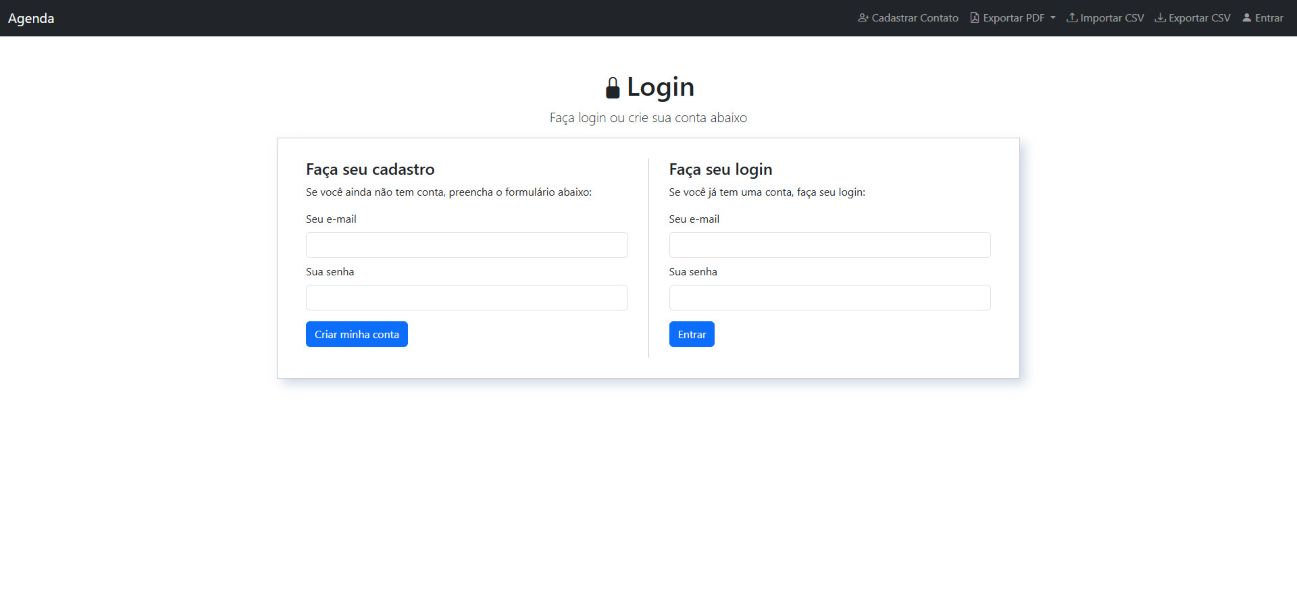 Agenda
Cadastrar Contato Exportar PDF Importar CSV Exportar CSV Entrar
Login
Faça login ou crie sua conta abaixo
Faça seu cadastro
Se você ainda não tem conta, preencha o formulário abaixo:
Seu e-mail
Sua senha
Criar minha conta
Faça seu login
Se você já tem uma conta, faça seu login:
Seu e-mail
Sua senha
Entrar